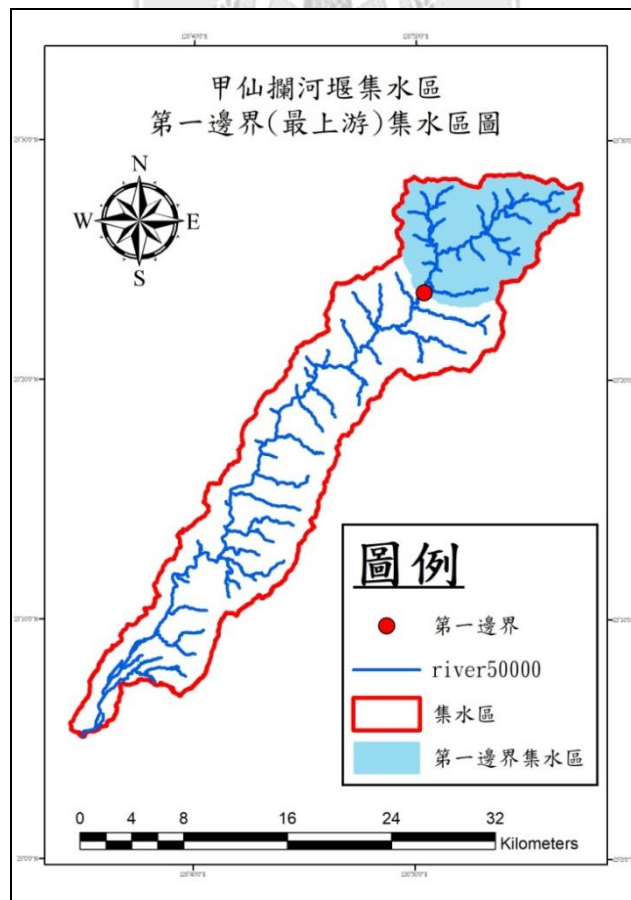 甲仙攔河堰集水區
第一邊界(最上游)集水區圖
N
W
E
S
圖例
第一邊界
river50000
集水區
第一邊界集水區
0 4 8 16 24 32
Kilometers